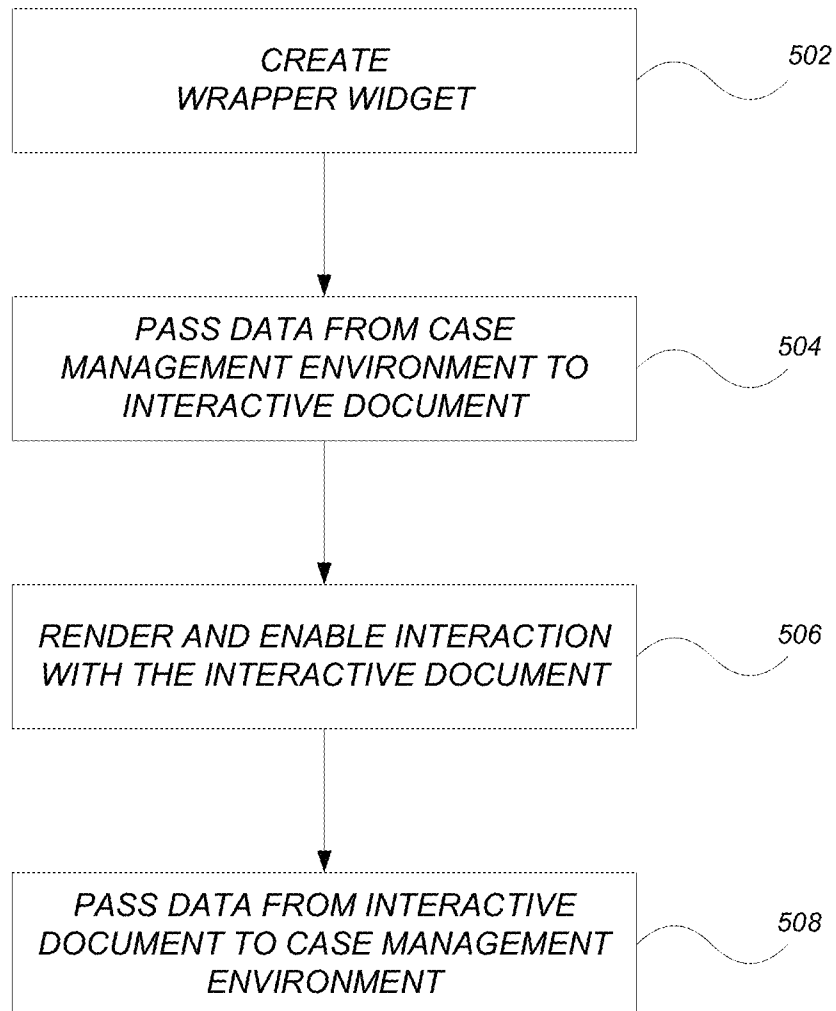 CREATE
WRAPPER WIDGET
502
PASS DATA FROM CASE
MANAGEMENT ENVIRONMENT TO
INTERACTIVE DOCUMENT
504
RENDER AND ENABLE INTERACTION
WITH THE INTERACTIVE DOCUMENT
506
PASS DATA FROM INTERACTIVE
DOCUMENT TO CASE MANAGEMENT
ENVIRONMENT
508